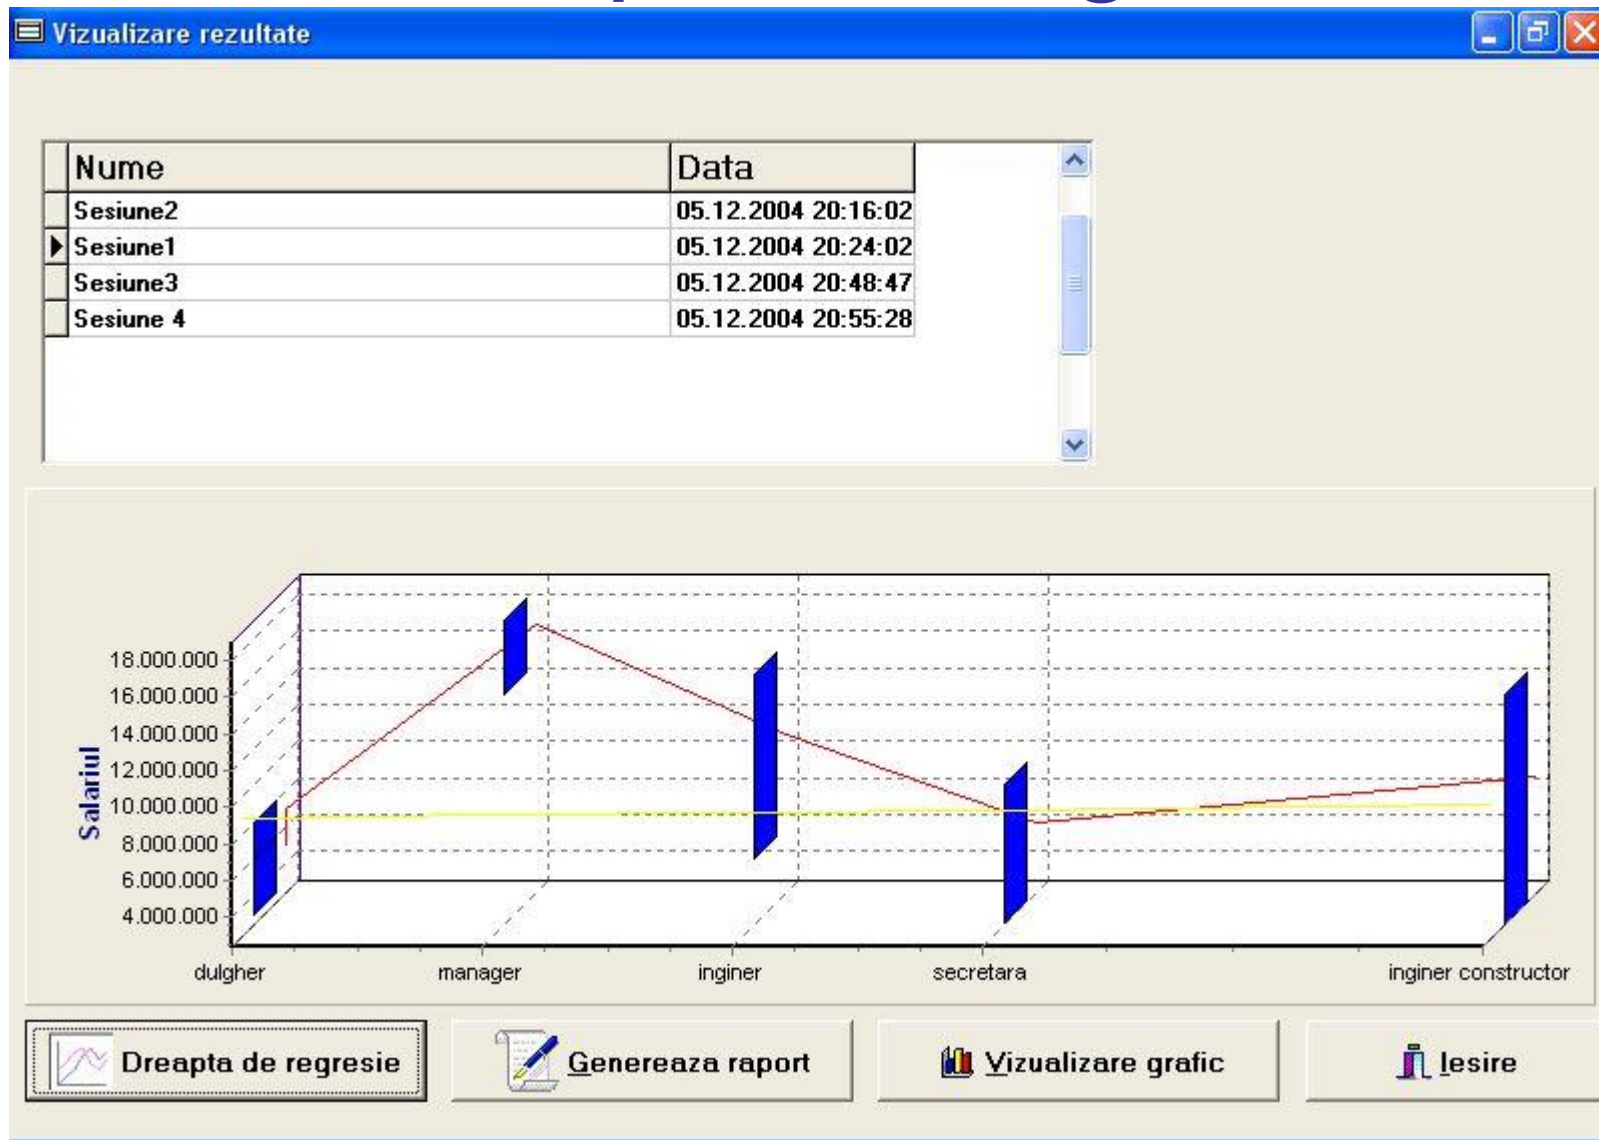 Vizualizare rezultate
Nume Data
Sesiune2 05.12.2004 20:16:02
Sesiune1 05.12.2004 20:24:02
Sesiune3 05.12.2004 20:48:47
Sesiune 4 05.12.2004 20:55:28
Salariul
18.000.000
16.000.000
14.000.000
12.000.000
10.000.000
8.000.000
6.000.000
4.000.000
dulgher manager inginer secretara inginer constructor
Dreapta de regresie Genereaza raport Vizualizare grafic Iesire